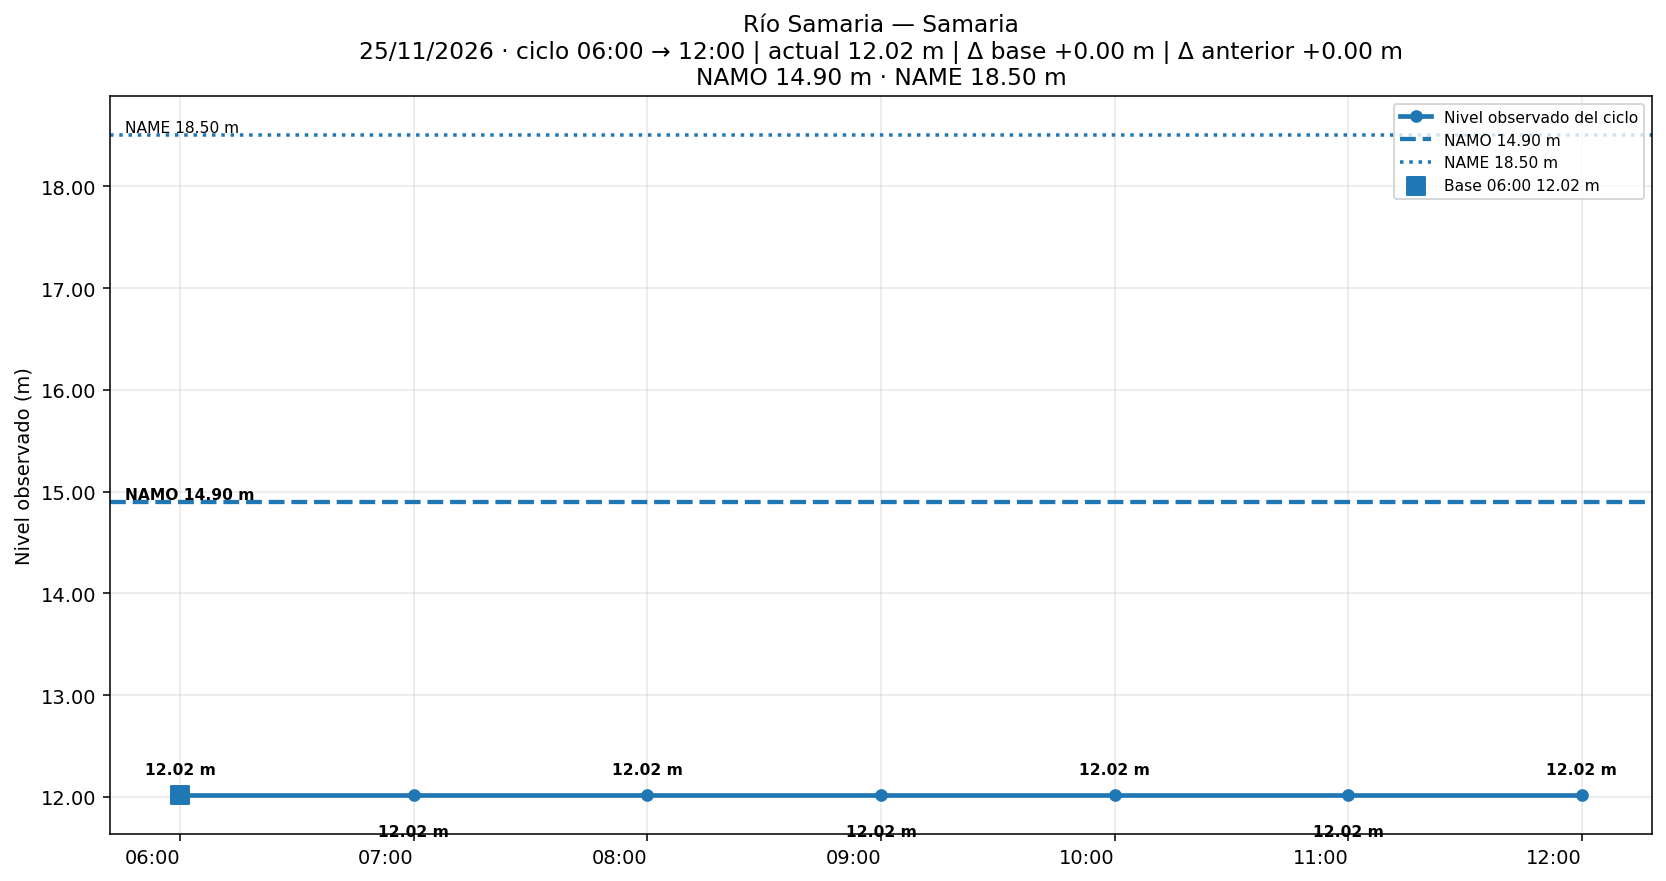 Río Samaria — Samaria
25/11/2026 · ciclo 06:00 → 12:00 | actual 12.02 m | Δ base +0.00 m | Δ anterior +0.00 m
NAMO 14.90 m · NAME 18.50 m
NAME 18.50 m
Nivel observado del ciclo
NAMO 14.90 m
NAME 18.50 m
Base 06:00 12.02 m
18.00
17.00
16.00
15.00
14.00
13.00
12.00
Nivel observado (m)
NAMO 14.90 m
12.02 m
12.02 m
12.02 m
12.02 m
12.02 m
12.02 m
12.02 m
06:00
07:00
08:00
09:00
10:00
11:00
12:00